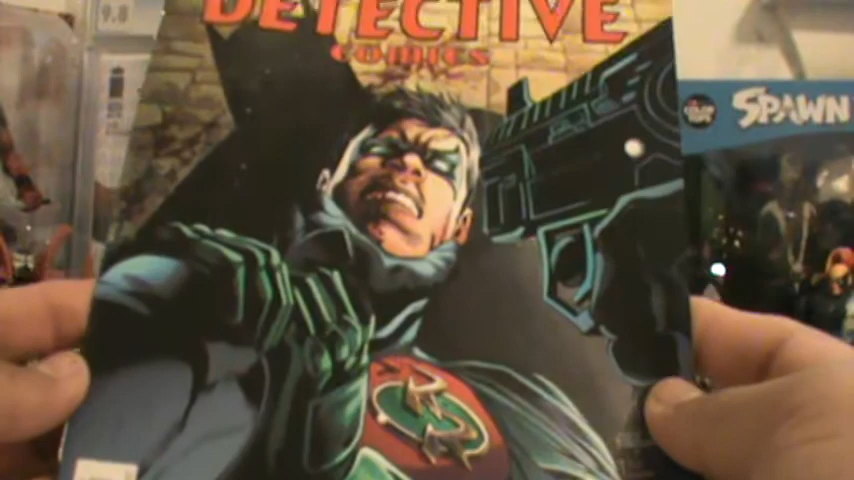 9.8
DETECTIVE
COMICS
SPAWN
R